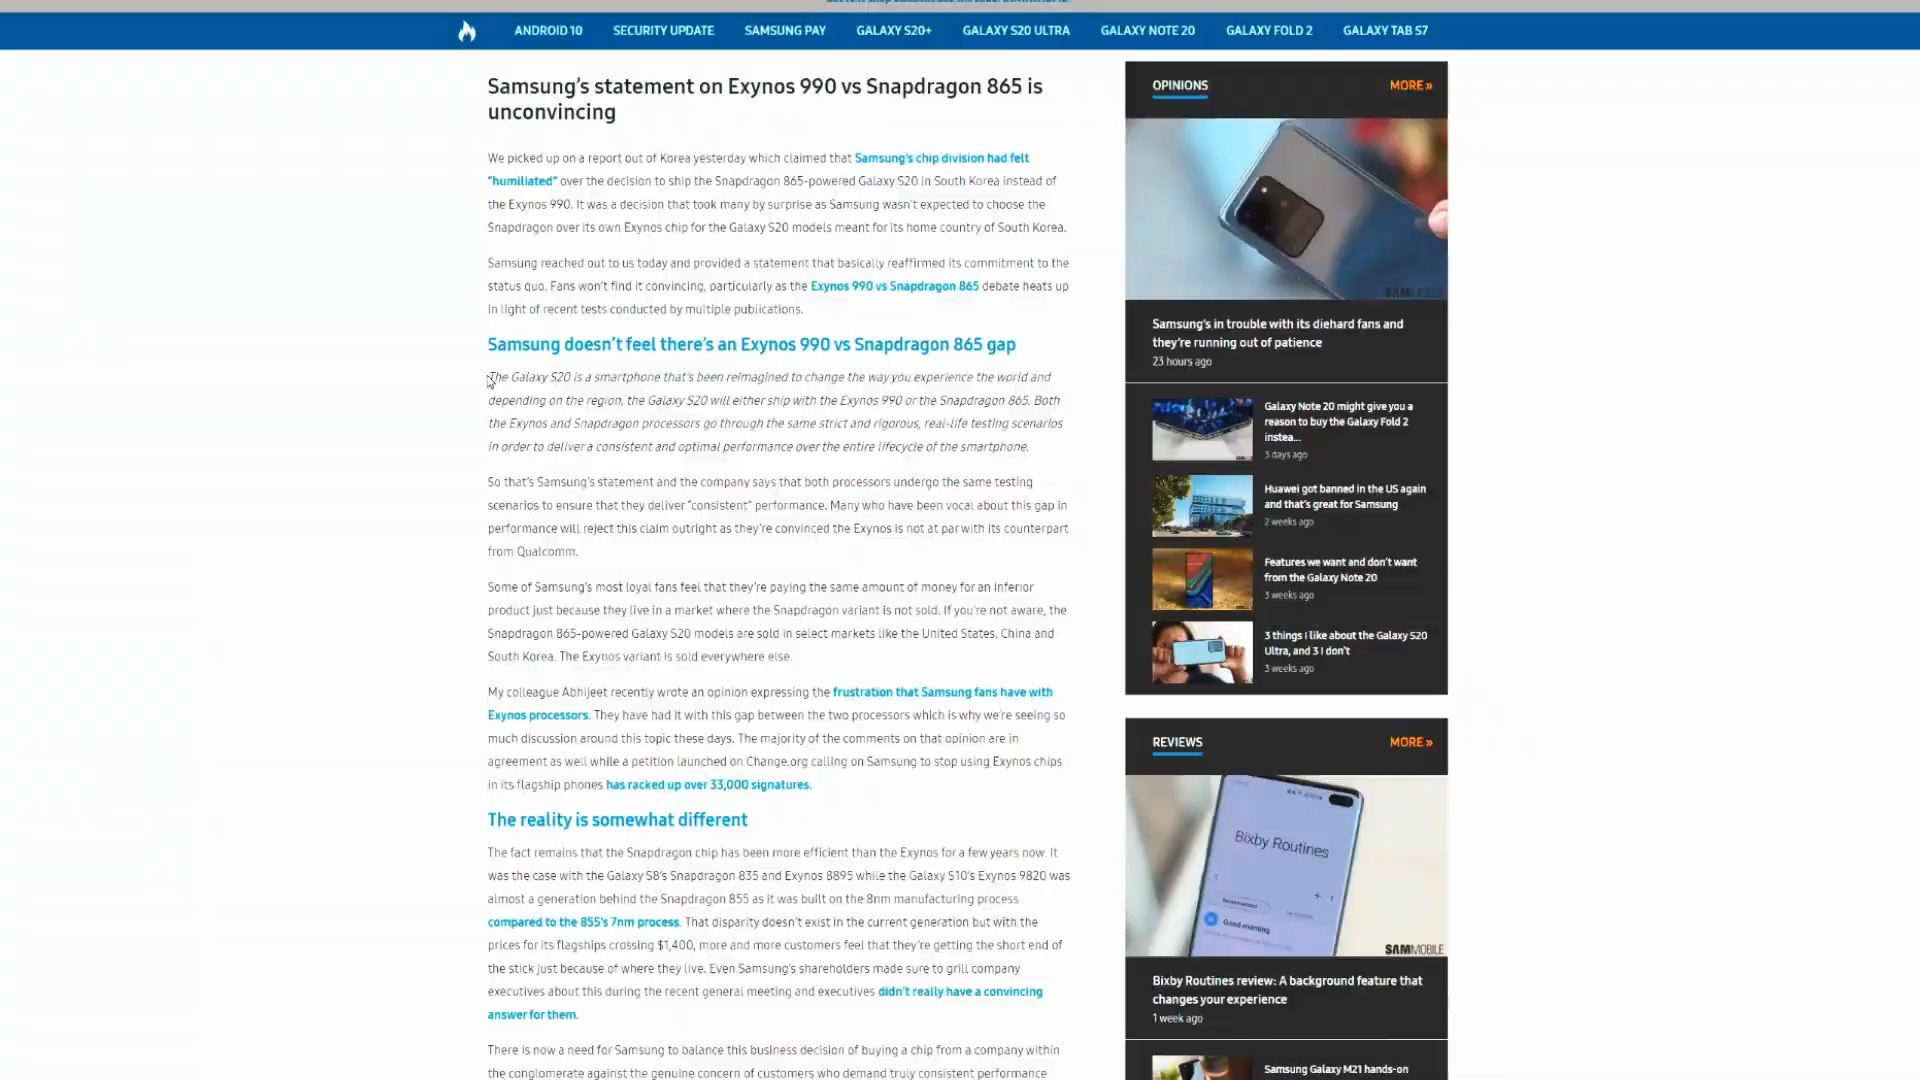 ANDROID 10 SECURITY UPDATE SAMSUNG PAY GALAXY S20+ GALAXY S20 ULTRA GALAXY NOTE 20 GALAXY FOLD 2 GALAXY TAB S7
Samsung's statement on Exynos 990 vs Snapdragon 865 is
unconvincing
We picked up on a report out of Korea yesterday which claimed that Samsung's chip division had felt
"humiliated" over the decision to ship the Snapdragon 865-powered Galaxy S20 in South Korea instead of
the Exynos 990. It was a decision that took many by surprise as Samsung wasn't expected to choose the
Snapdragon over its own Exynos chip for the Galaxy S20 models meant for its home country of South Korea.
Samsung reached out to us today and provided a statement that basically reaffirmed its commitment to the
status quo. Fans won't find it convincing, particularly as the Exynos 990 vs Snapdragon 865 debate heats up
in light of recent tests conducted by multiple publications.
Samsung doesn't feel there's an Exynos 990 vs Snapdragon 865 gap
The Galaxy S20 is a smartphone that's been reimagined to change the way you experience the world and
depending on the region, the Galaxy S20 will either ship with the Exynos 990 or the Snapdragon 865. Both
the Exynos and Snapdragon processors go through the same strict and rigorous, real-life testing scenarios
in order to deliver a consistent and optimal performance over the entire lifecycle of the smartphone.
So that's Samsung's statement and the company says that both processors undergo the same testing
scenarios to ensure that they deliver "consistent" performance. Many who have been vocal about this gap in
performance will reject this claim outright as they're convinced the Exynos is not at par with its counterpart
from Qualcomm.
Some of Samsung's most loyal fans feel that they're paying the same amount of money for an inferior
product just because they live in a market where the Snapdragon variant is not sold. If you're not aware, the
Snapdragon 865-powered Galaxy S20 models are sold in select markets like the United States, China and
South Korea. The Exynos variant is sold everywhere else.
My colleague Abhijeet recently wrote an opinion expressing the frustration that Samsung fans have with
Exynos processors. They have had it with this gap between the two processors which is why we're seeing so
much discussion around this topic these days. The majority of the comments on that opinion are in
agreement as well while a petition launched on Change.org calling on Samsung to stop using Exynos chips
in its flagship phones has racked up over 33,000 signatures.
The reality is somewhat different
The fact remains that the Snapdragon chip has been more efficient than the Exynos for a few years now. It
was the case with the Galaxy S8's Snapdragon 835 and Exynos 8895 while the Galaxy S10's Exynos 9820 was
almost a generation behind the Snapdragon 855 as it was built on the 8nm manufacturing process
compared to the 855's 7nm process. That disparity doesn't exist in the current generation but with the
prices for its flagships crossing $1,400, more and more customers feel that they're getting the short end of
the stick just because of where they live. Even Samsung's shareholders made sure to grill company
executives about this during the recent general meeting and executives didn't really have a convincing
answer for them.
There is now a need for Samsung to balance this business decision of buying a chip from a company within
the conglomerate against the genuine concern of customers who demand truly consistent performance
OPINIONS MORE »
Samsung's in trouble with its diehard fans and
they're running out of patience
23 hours ago
Galaxy Note 20 might give you a
reason to buy the Galaxy Fold 2
instea...
3 days ago
Huawei got banned in the US again
and that's great for Samsung
2 weeks ago
Features we want and don't want
from the Galaxy Note 20
3 weeks ago
3 things I like about the Galaxy S20
Ultra, and 3 I don't
3 weeks ago
REVIEWS MORE »
Bixby Routines
Good morning
SAMMOBILE
Bixby Routines review: A background feature that
changes your experience
1 week ago
Samsung Galaxy M21 hands-on